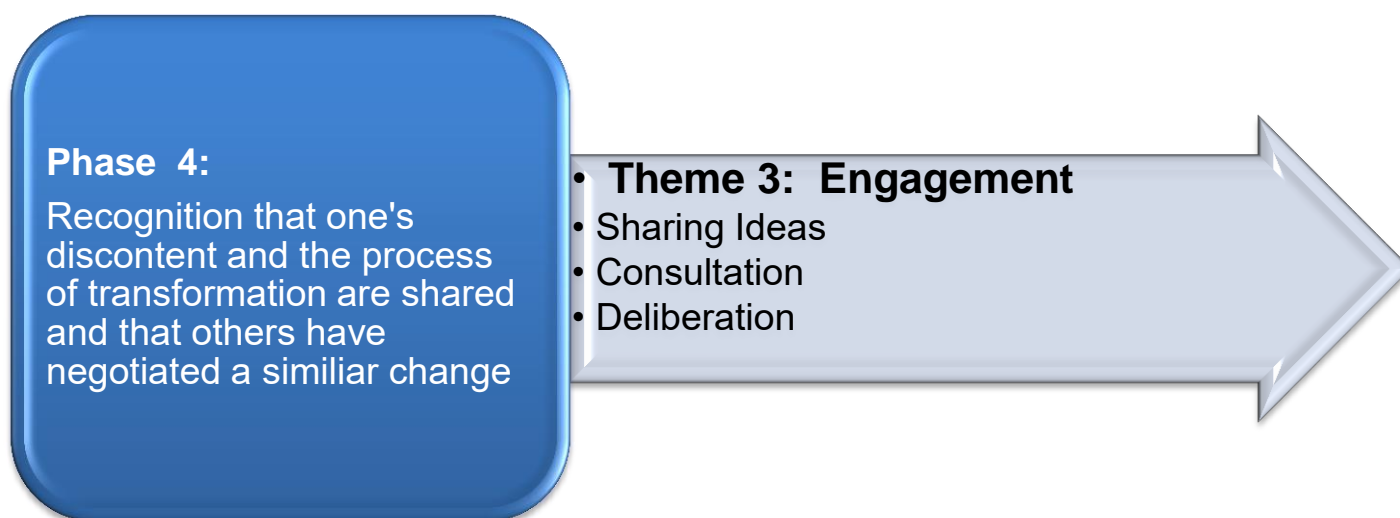 Phase  4:
Recognition that one's
discontent and the process
of transformation are shared
and that others have
negotiated a similiar change
•  Theme 3:  Engagement
• Sharing Ideas
• Consultation
• Deliberation